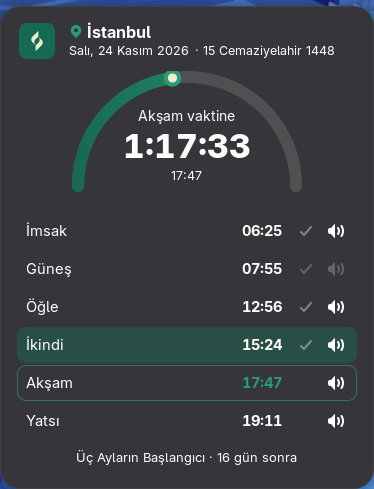 İstanbul
Salı, 24 Kasım 2026 · 15 Cemaziyelahir 1448
Akşam vaktine
1:17:33
17:47
İmsak 06:25
Güneş 07:55
Öğle 12:56
İkindi 15:24
Akşam 17:47
Yatsı 19:11
Üç Ayların Başlangıcı · 16 gün sonra